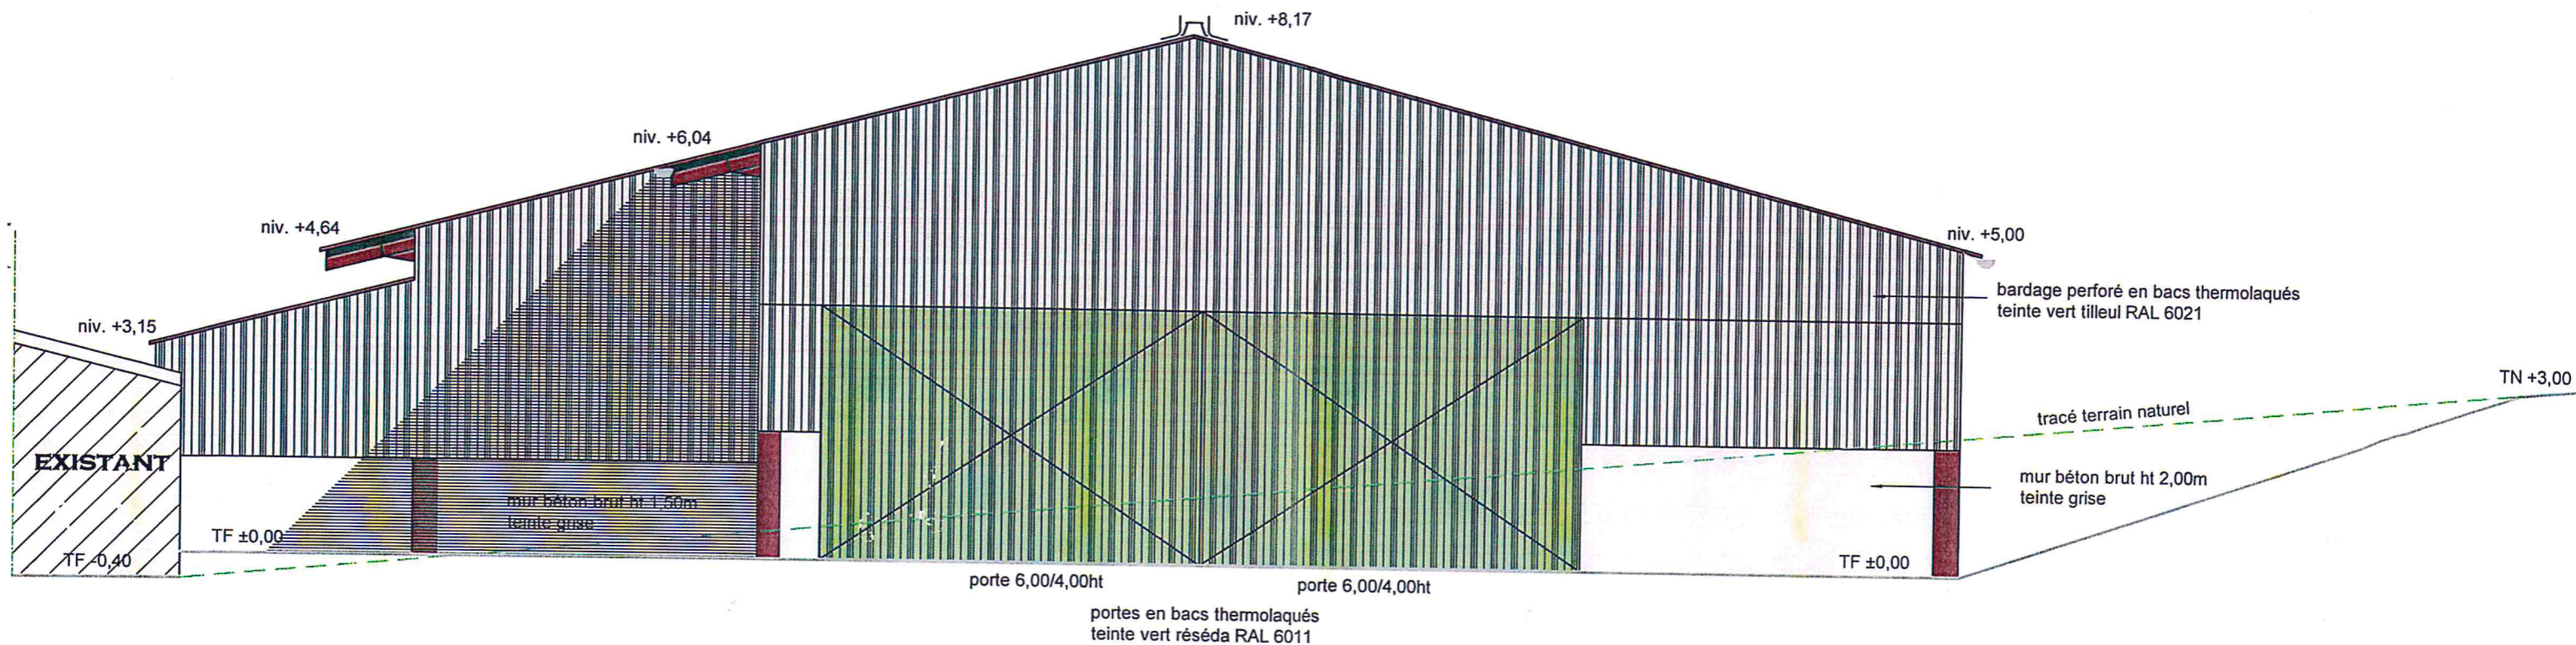 niv. +8,17
niv. +6,04
niv. +4,64
niv. +5,00
bardage perforé en bacs thermolaqués
teinte vert tilleul RAL 6021
niv. +3,15
TN +3,00
tracé terrain naturel
EXISTANT
mur béton brut ht 2,00m
teinte grise
mur béton brut ht 1,50m
teinte grise
TF ±0,00
TF -0,40
TF ±0,00
porte 6,00/4,00ht
porte 6,00/4,00ht
portes en bacs thermolaqués
teinte vert réséda RAL 6011